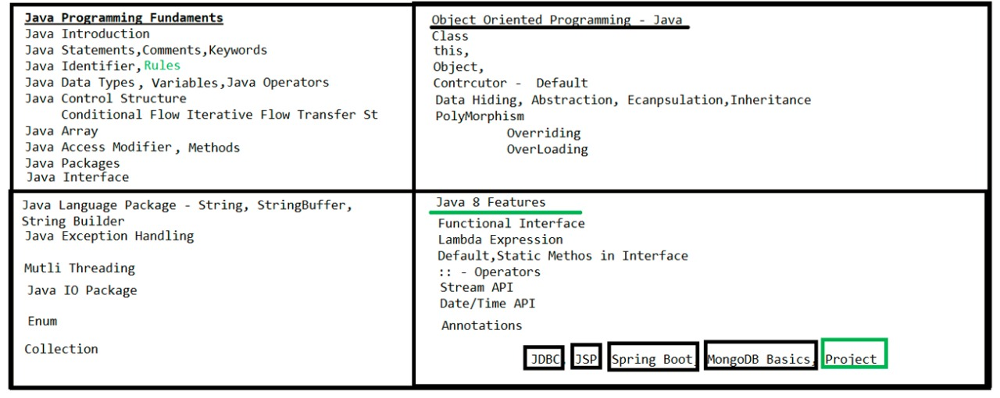 Java Programming Fundaments
Java Introduction
Java Statements,Comments,Keywords
Java Identifier,Rules
Java Data Types, Variables,Java Operators
Java Control Structure
Conditional Flow Iterative Flow Transfer St
Java Array
Java Access Modifier, Methods
Java Packages
Java Interface
Object Oriented Programming - Java
Class
this,
Object,
Contrcutor - Default
Data Hiding, Abstraction, Ecanpsulation,Inheritance
PolyMorphism
Overriding
OverLoading
Java Language Package - String, StringBuffer,
String Builder
Java Exception Handling
Mutli Threading
Java IO Package
Enum
Collection
Java 8 Features
Functional Interface
Lambda Expression
Default,Static Methos in Interface
:: - Operators
Stream API
Date/Time API
Annotations
JDBC, JSP Spring Boot, MongoDB Basics, Project